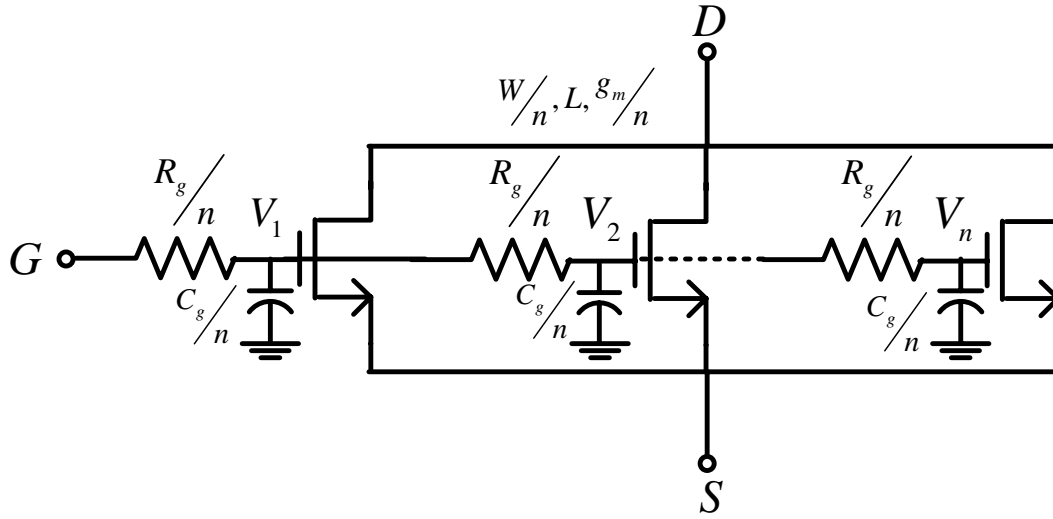 D
W/n, L, g_m/n
R_g/n
R_g/n
R_g/n
V_1
V_2
V_n
G
C_g/n
C_g/n
C_g/n
S